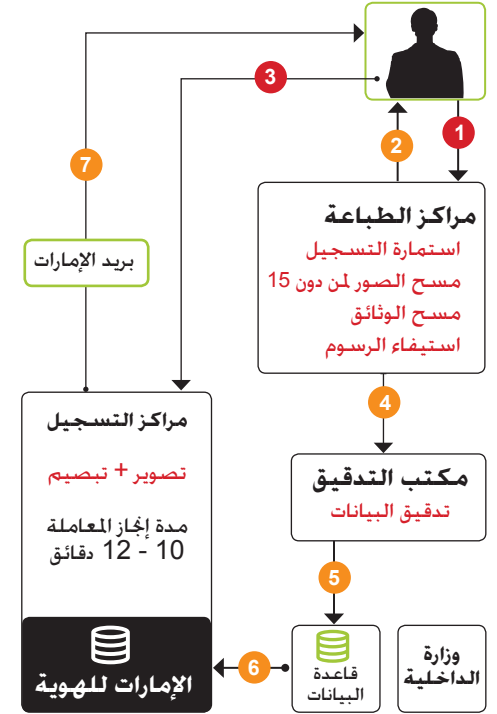 3
1
2
7
مراكز الطباعة
استمارة التسجيل
مسح الصور لمن دون 15
مسح الوثائق
استيفاء الرسوم
بريد الإمارات
4
مراكز التسجيل
تصوير + تبصيم
مدة إنجاز المعاملة
10 - 12 دقائق
مكتب التدقيق
تدقيق البيانات
5
الإمارات للهوية
6
قاعدة
البيانات
وزارة
الداخلية